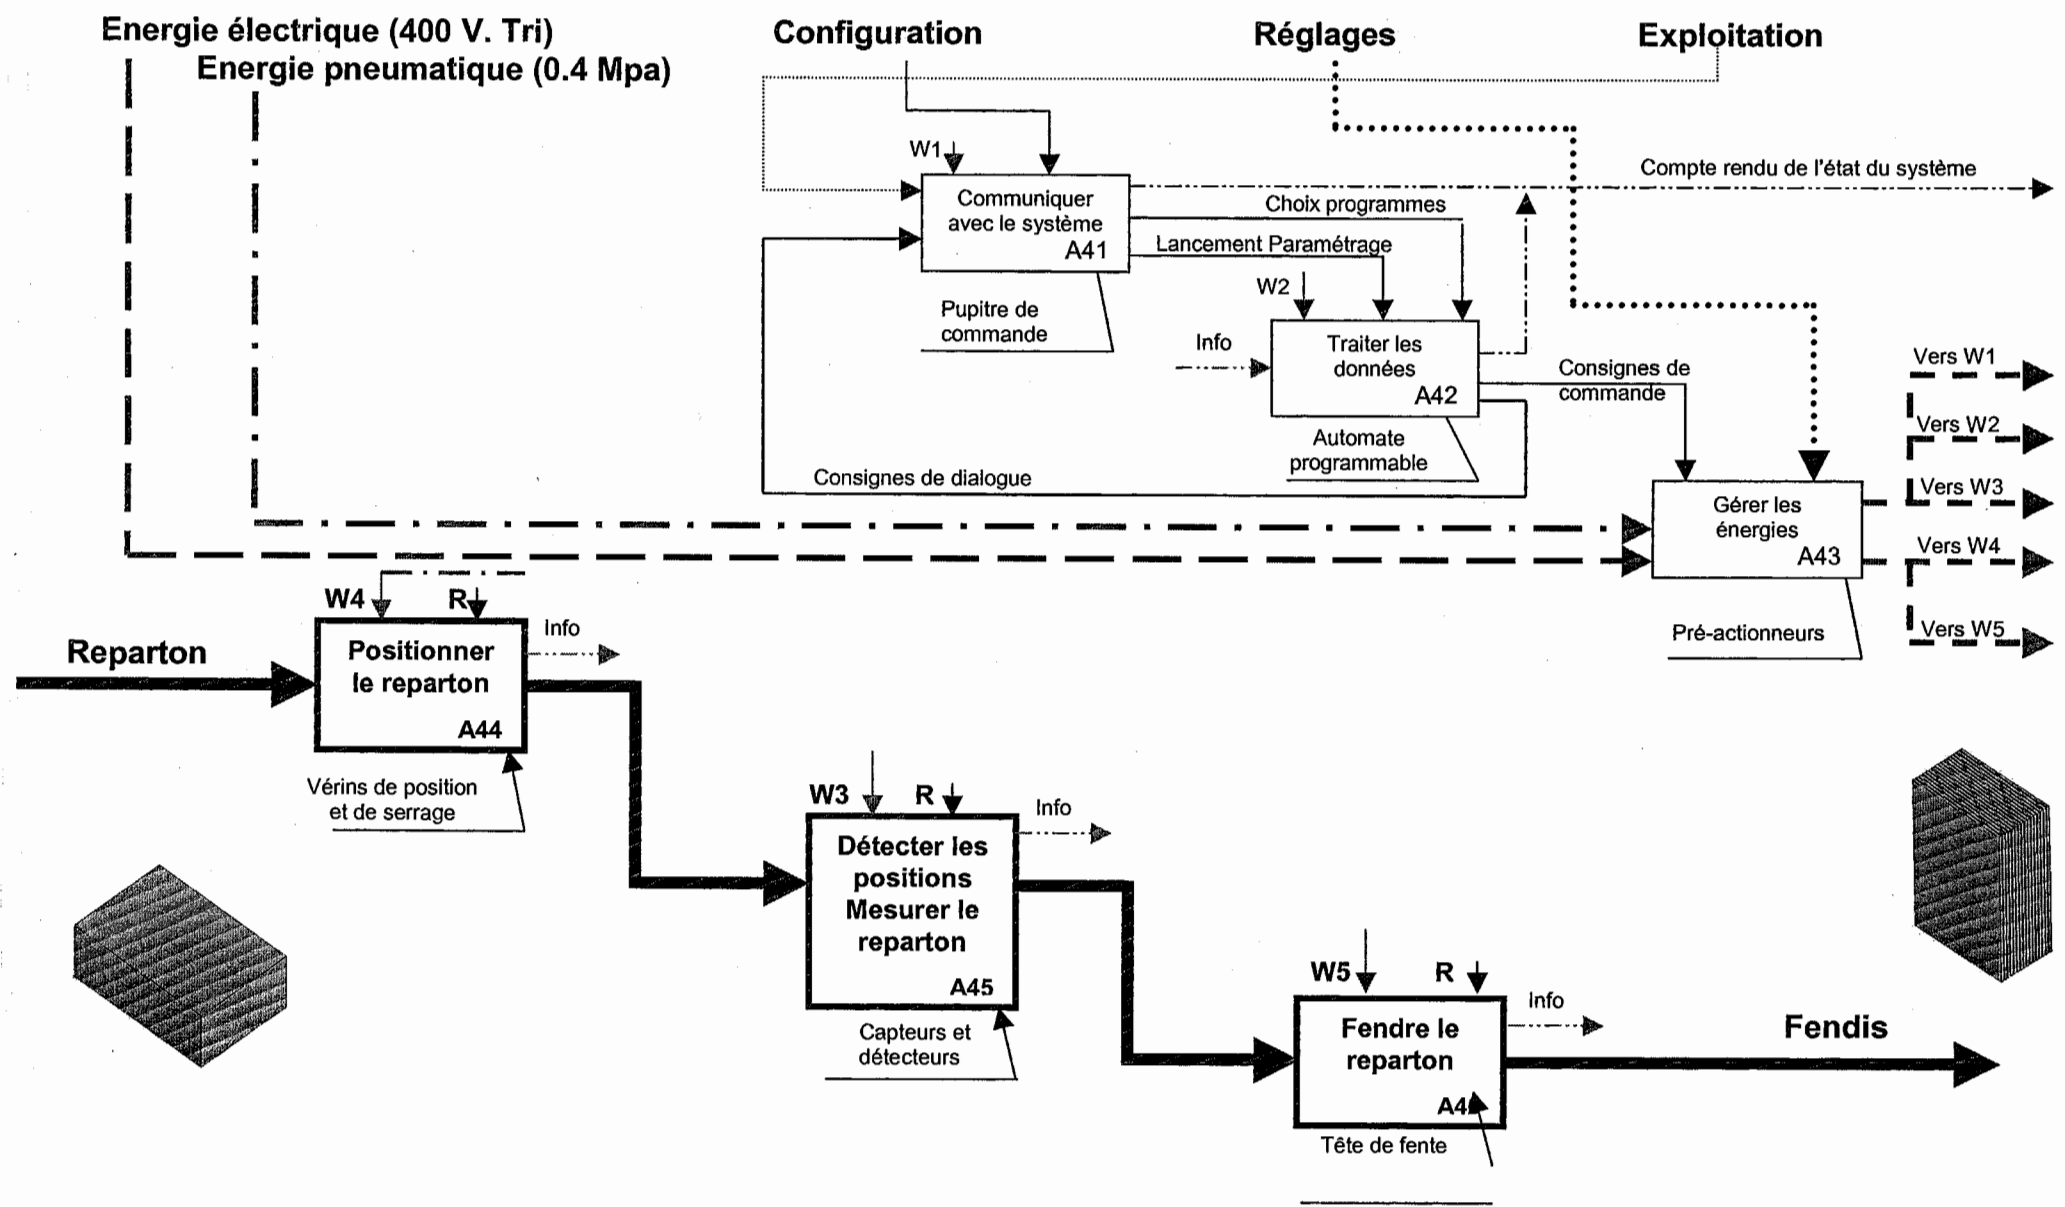 Energie électrique (400 V. Tri)
Energie pneumatique (0.4 Mpa)
Configuration
Réglages
Exploitation
W1
Communiquer
avec le système
A41
Compte rendu de l'état du système
Choix programmes
Lancement Paramétrage
Pupitre de
commande
W2
Info
Traiter les
données
A42
Consignes de
commande
Automate
programmable
Consignes de dialogue
Gérer les
énergies
A43
Pré-actionneurs
Vers W1
Vers W2
Vers W3
Vers W4
Vers W5
W4
R
Info
Reparton
Positionner
le reparton
A44
Vérins de position
et de serrage
W3
R
Info
Détecter les
positions
Mesurer le
reparton
A45
Capteurs et
détecteurs
W5
R
Info
Fendre le
reparton
Tête de fente
Fendis